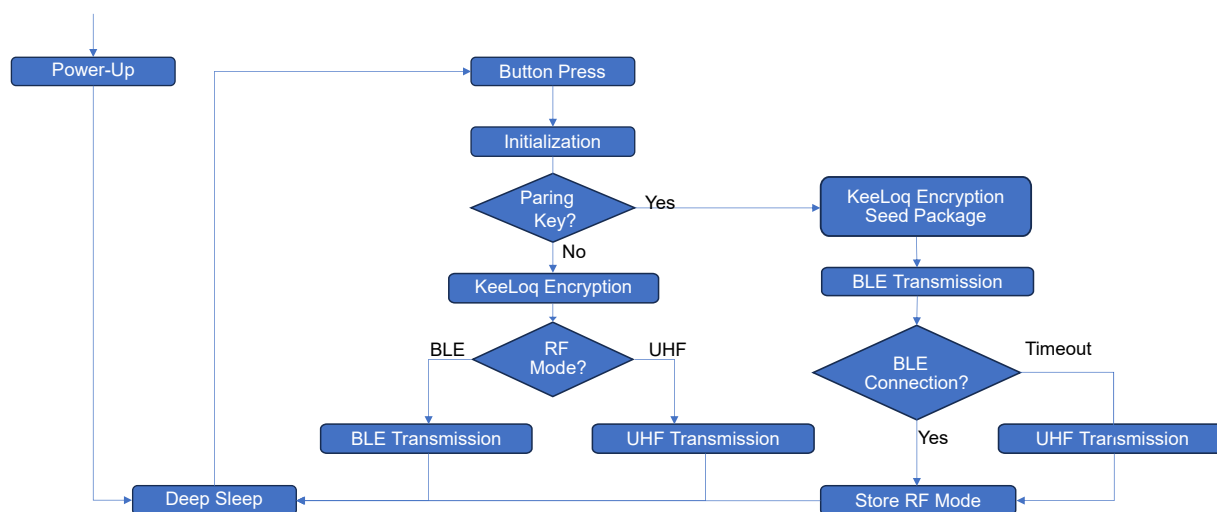 Power-Up
Button Press
Initialization
Paring
Key?
Yes
KeeLoq Encryption
Seed Package
No
KeeLoq Encryption
BLE Transmission
BLE
RF
Mode?
UHF
BLE
Connection?
Timeout
BLE Transmission
UHF Transmission
Yes
UHF Transmission
Deep Sleep
Store RF Mode